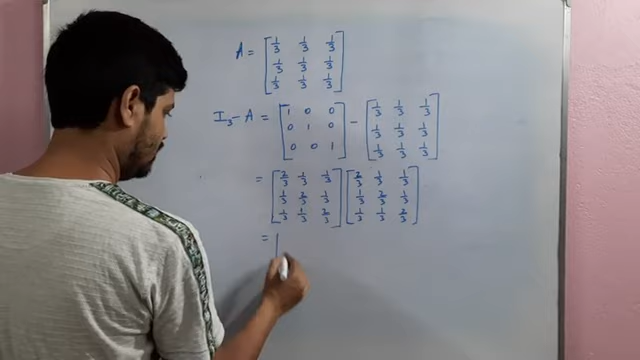 A = [ 1/3 1/3 1/3
1/3 1/3 1/3
1/3 1/3 1/3 ]
I₃ - A = [ 1 0 0
0 1 0
0 0 1 ] - [ 1/3 1/3 1/3
1/3 1/3 1/3
1/3 1/3 1/3 ]
= [ 2/3 1/3 1/3
1/3 2/3 1/3
1/3 1/3 2/3 ] [ 2/3 1/3 1/3
1/3 2/3 1/3
1/3 1/3 2/3 ]
=